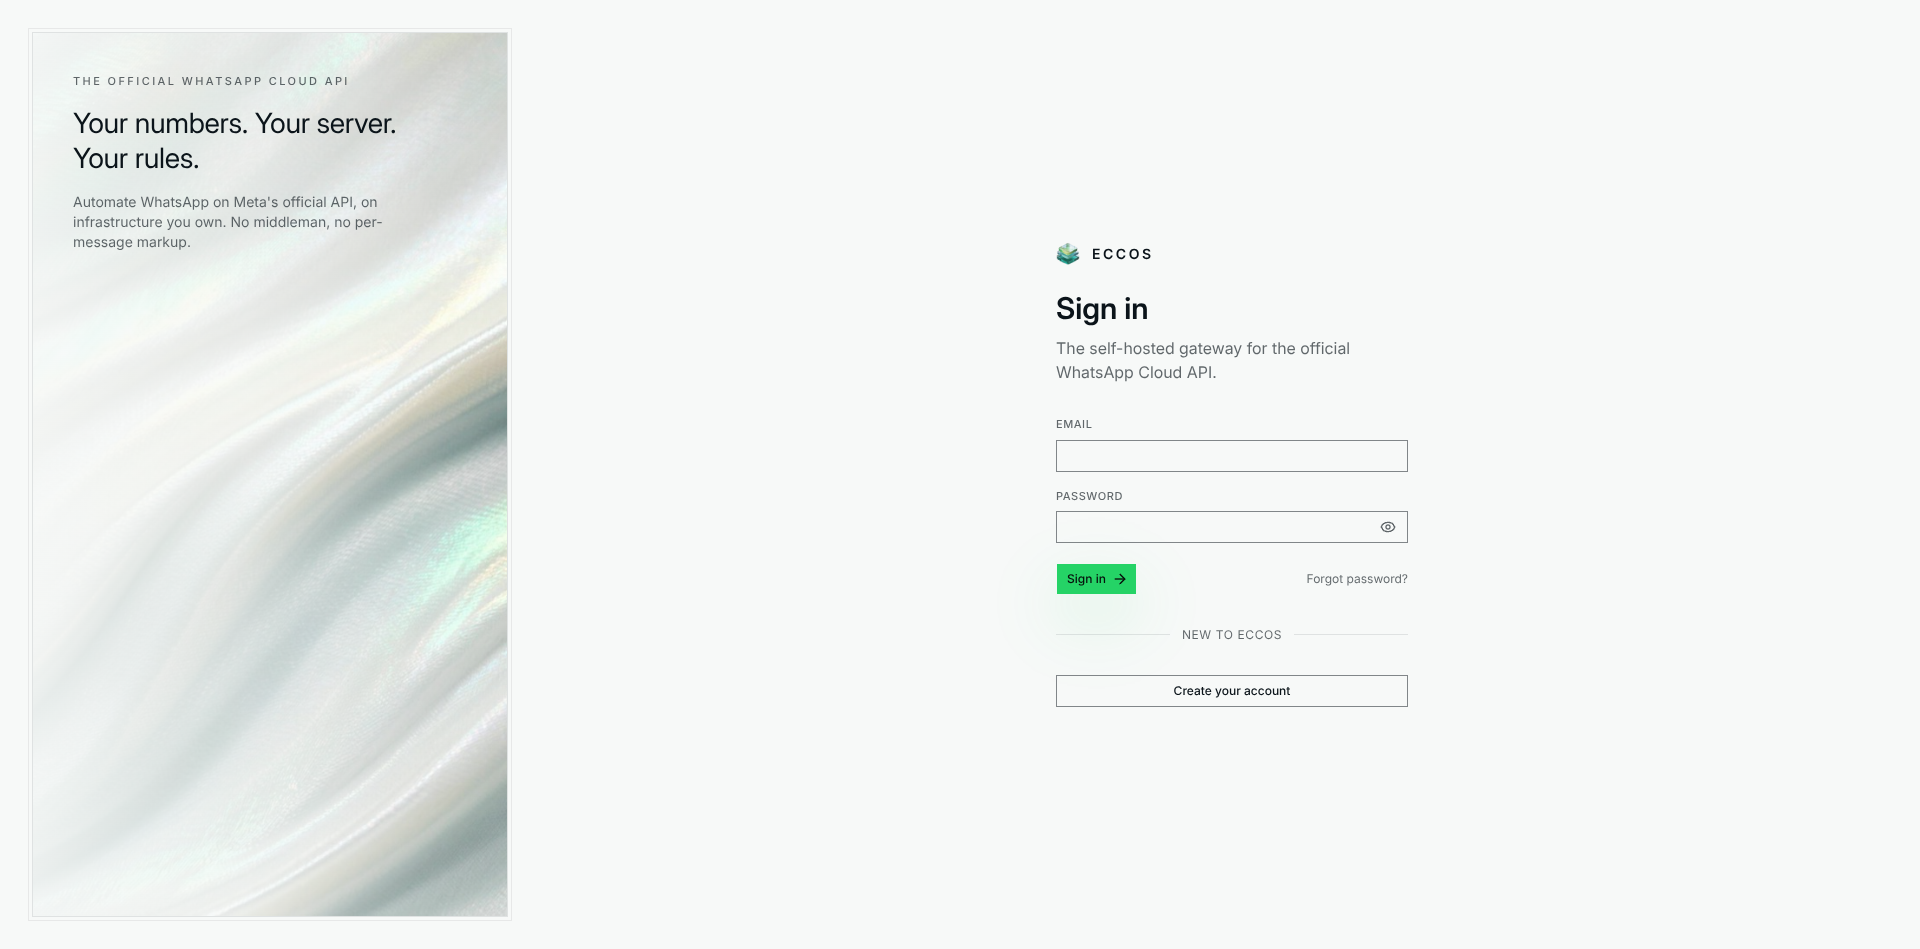 THE OFFICIAL WHATSAPP CLOUD API
Your numbers. Your server.
Your rules.
Automate WhatsApp on Meta's official API, on
infrastructure you own. No middleman, no per-
message markup.
ECCOS
Sign in
The self-hosted gateway for the official
WhatsApp Cloud API.
EMAIL
PASSWORD
Sign in
Forgot password?
NEW TO ECCOS
Create your account